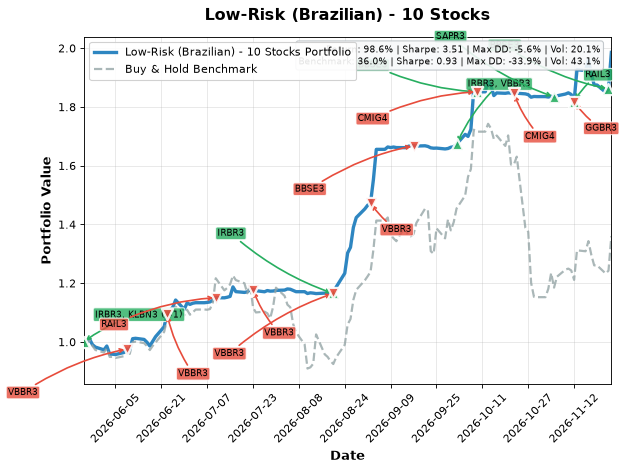 Low-Risk (Brazilian) - 10 Stocks
SAPR3
Low-Risk (Brazilian) - 10 Stocks Portfolio
Buy & Hold Benchmark
: 98.6% | Sharpe: 3.51 | Max DD: -5.6% | Vol: 20.1%
36.0% | Sharpe: 0.93 | Max DD: -33.9% | Vol: 43.1%
RAIL3
IRBR3, VBBR3
CMIG4
GGBR3
CMIG4
BBSE3
VBBR3
IRBR3
IRBR3, KLBN3
RAIL3
VBBR3
VBBR3
VBBR3
VBBR3
2.0
1.8
1.6
1.4
1.2
1.0
Portfolio Value
2026-06-05
2026-06-21
2026-07-07
2026-07-23
2026-08-08
2026-08-24
2026-09-09
2026-09-25
2026-10-11
2026-10-27
2026-11-12
Date